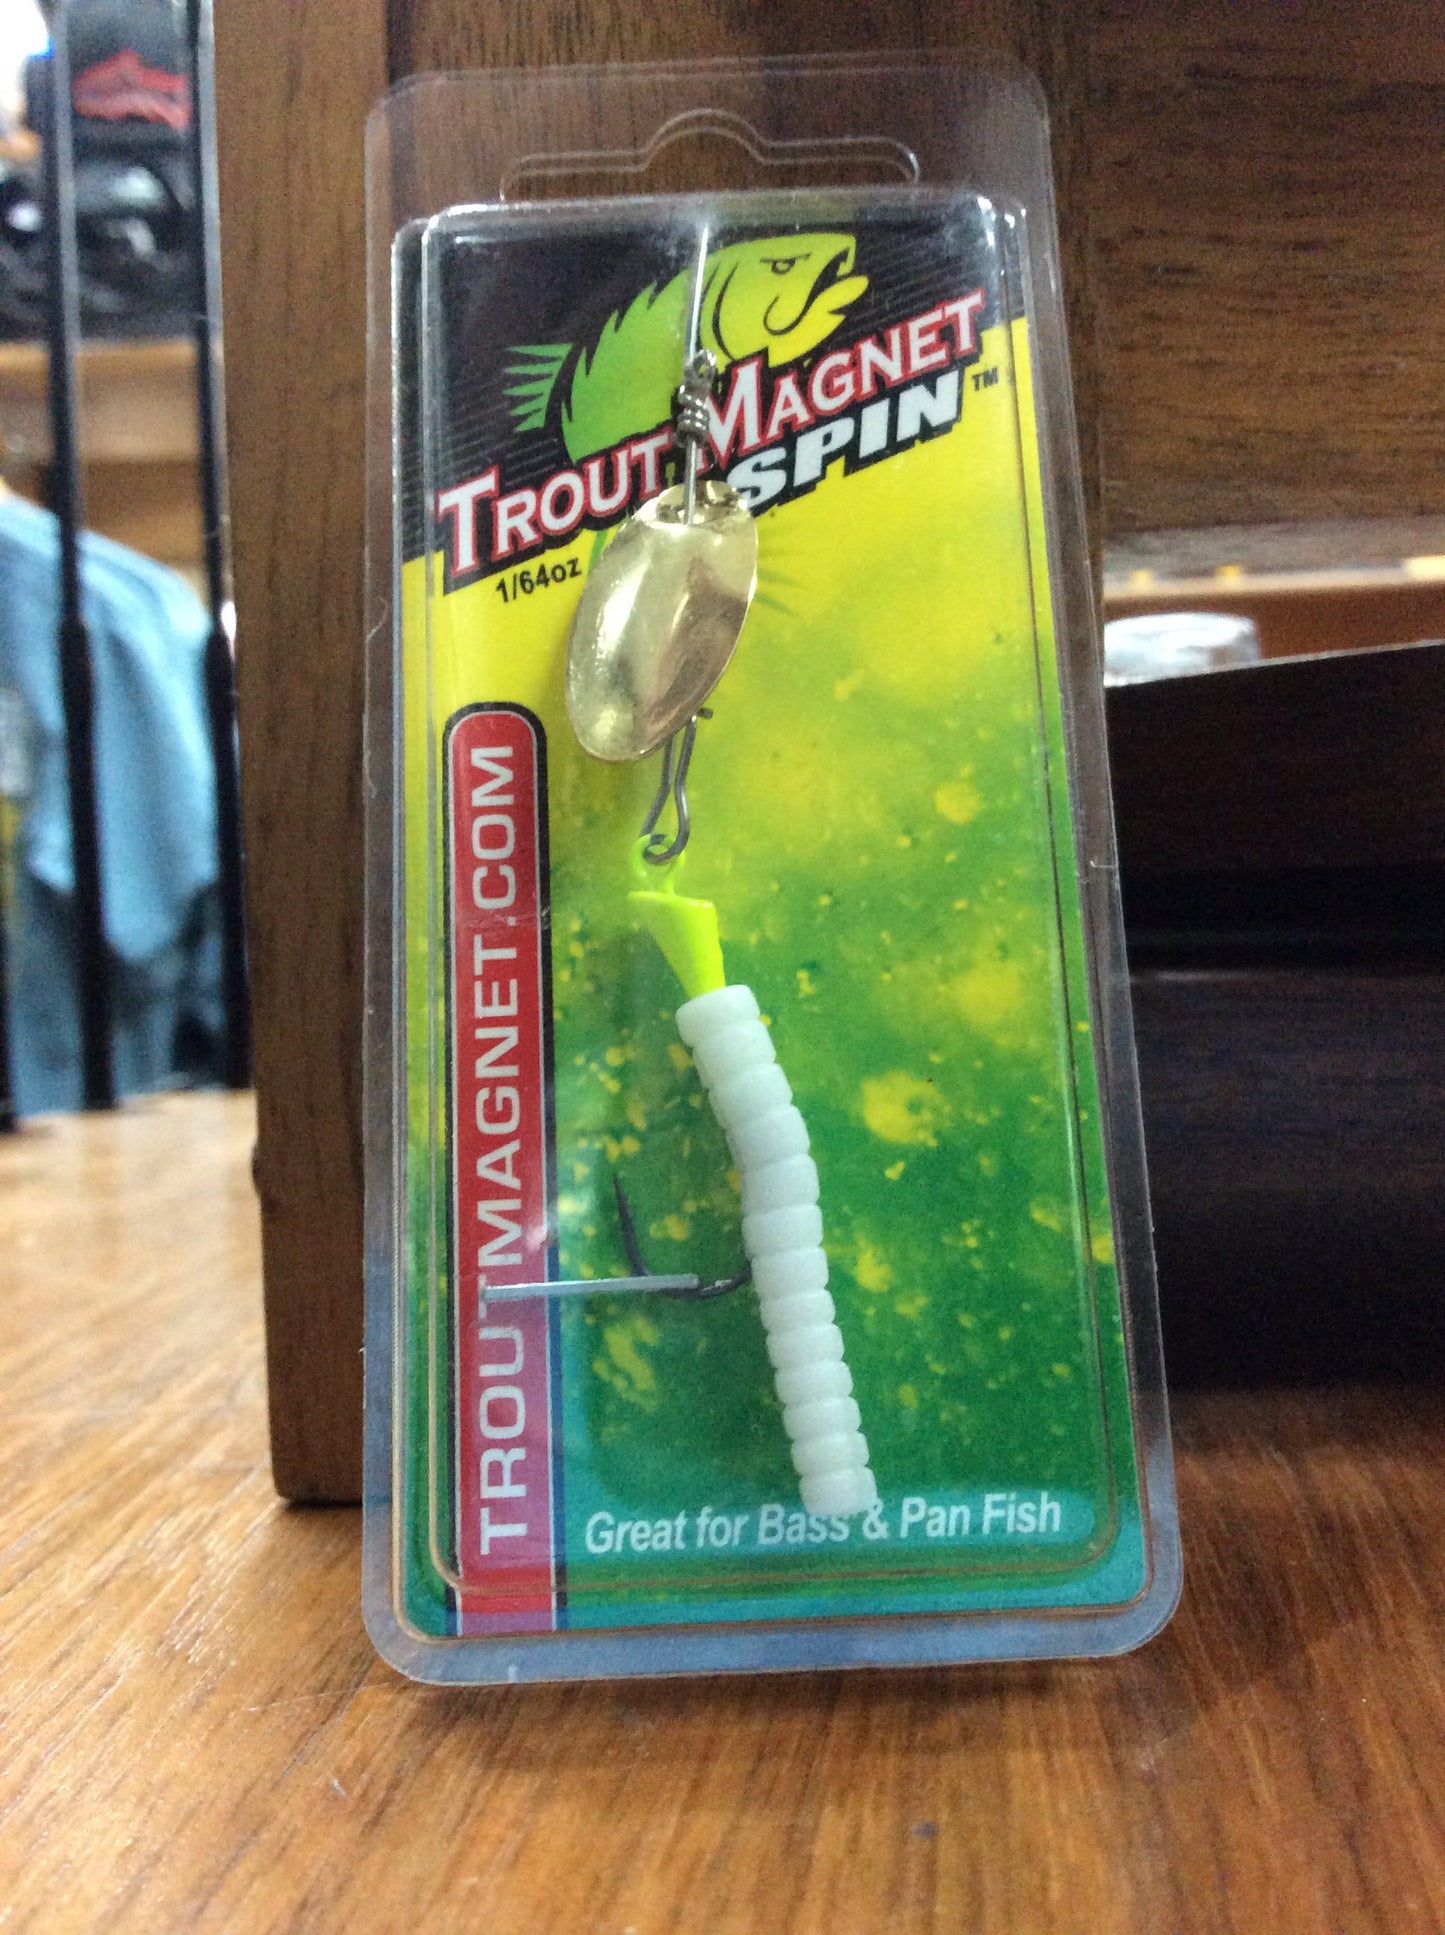 TROUT MAGNET
SPIN™
1/64oz
TROUTMAGNET.COM
Great for Bass & Pan Fish